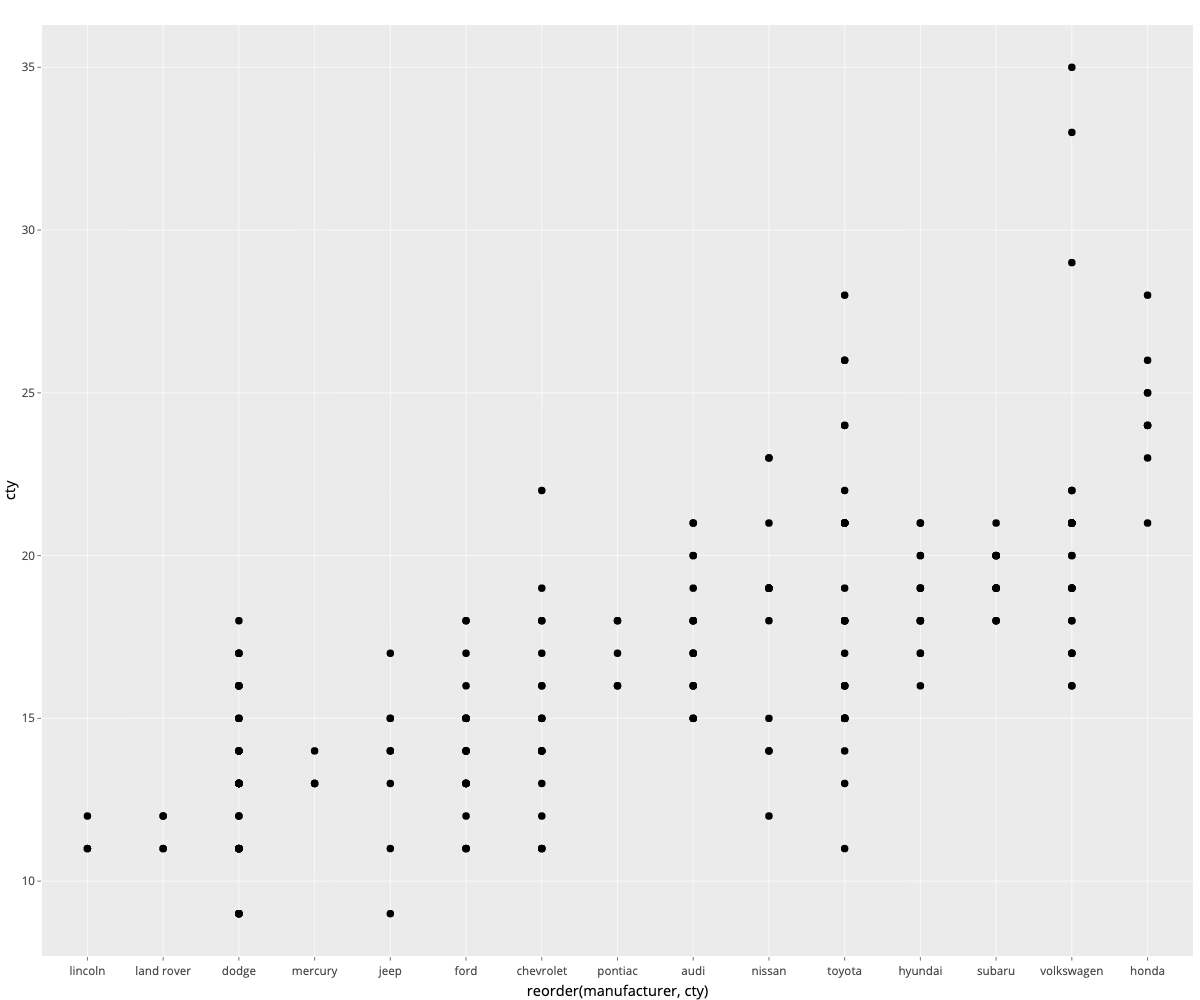 35
30
25
20
15
10
cty
lincoln land rover dodge mercury jeep ford chevrolet pontiac audi nissan toyota hyundai subaru volkswagen honda
reorder(manufacturer, cty)